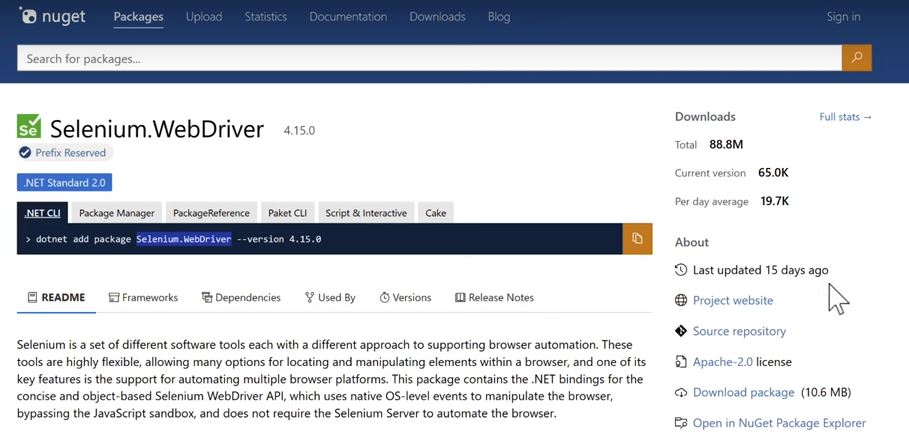 nuget
Packages Upload Statistics Documentation Downloads Blog Sign in
Search for packages...
Se Selenium.WebDriver 4.15.0
Prefix Reserved
.NET Standard 2.0
.NET CLI Package Manager PackageReference Paket CLI Script & Interactive Cake
> dotnet add package Selenium.WebDriver --version 4.15.0
README Frameworks Dependencies Used By Versions Release Notes
Selenium is a set of different software tools each with a different approach to supporting browser automation. These
tools are highly flexible, allowing many options for locating and manipulating elements within a browser, and one of its
key features is the support for automating multiple browser platforms. This package contains the .NET bindings for the
concise and object-based Selenium WebDriver API, which uses native OS-level events to manipulate the browser,
bypassing the JavaScript sandbox, and does not require the Selenium Server to automate the browser.
Downloads Full stats →
Total 88.8M
Current version 65.0K
Per day average 19.7K
About
Last updated 15 days ago
Project website
Source repository
Apache-2.0 license
Download package (10.6 MB)
Open in NuGet Package Explorer